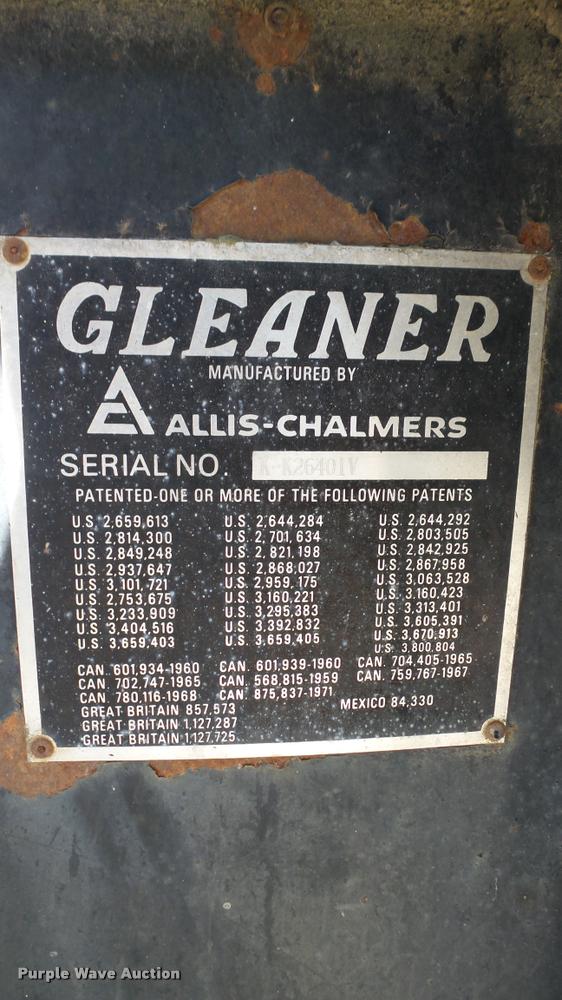 GLEANER
MANUFACTURED BY
ALLIS-CHALMERS
SERIAL NO. K-K26401V
PATENTED-ONE OR MORE OF THE FOLLOWING PATENTS
U.S. 2,659,613 U.S. 2,644,284 U.S. 2,644,292
U.S. 2,814,300 U.S. 2,701,634 U.S. 2,803,505
U.S. 2,849,248 U.S. 2,821,198 U.S. 2,842,925
U.S. 2,937,647 U.S. 2,868,027 U.S. 2,867,958
U.S. 3,101,721 U.S. 2,959,175 U.S. 3,063,528
U.S. 2,753,675 U.S. 3,160,221 U.S. 3,160,423
U.S. 3,233,909 U.S. 3,295,383 U.S. 3,313,401
U.S. 3,404,516 U.S. 3,392,832 U.S. 3,605,391
U.S. 3,659,403 U.S. 3,659,405 U.S. 3,670,913
U.S. 3,800,804
CAN. 601,934-1960 CAN. 601,939-1960 CAN. 704,405-1965
CAN. 702,747-1965 CAN. 568,815-1959 CAN. 759,767-1967
CAN. 780,116-1968 CAN. 875,837-1971
GREAT BRITAIN 857,573 MEXICO 84,330
GREAT BRITAIN 1,127,287
GREAT BRITAIN 1,127,725
Purple Wave Auction